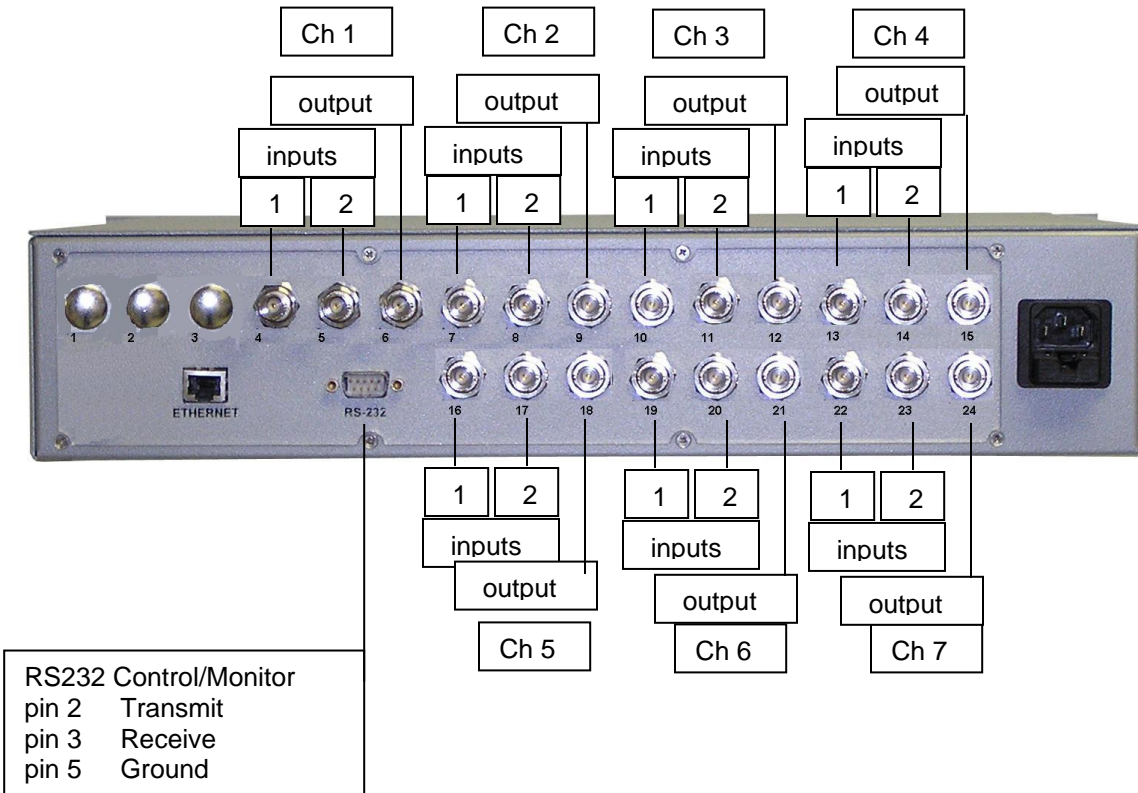 Ch 1 Ch 2 Ch 3 Ch 4
output output output output
inputs inputs inputs inputs
1 2 1 2 1 2 1 2
1 2 3 4 5 6 7 8 9 10 11 12 13 14 15
ETHERNET RS-232 16 17 18 19 20 21 22 23 24
1 2 1 2 1 2
inputs inputs inputs
output output output
Ch 5 Ch 6 Ch 7
RS232 Control/Monitor
pin 2 Transmit
pin 3 Receive
pin 5 Ground